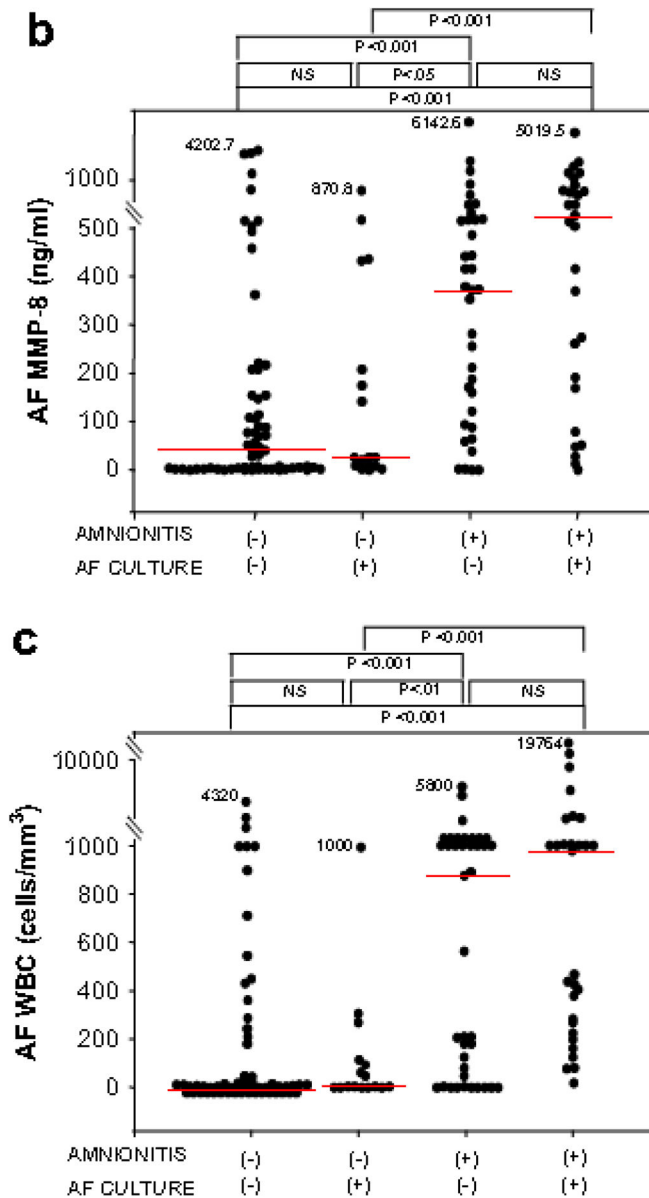 b
P <0.001
P <0.001
NS P<.05 NS
P <0.001
4202.7 870.8 6142.6 5019.5
1000
500
400
300
200
100
0
AF MMP-8 (ng/ml)
AMNIONITIS (-) (-) (+) (+)
AF CULTURE (-) (+) (-) (+)
c
P <0.001
P <0.001
NS P<.01 NS
P <0.001
4320 1000 5800 19764
10000
1000
800
600
400
200
0
AF WBC (cells/mm³)
AMNIONITIS (-) (-) (+) (+)
AF CULTURE (-) (+) (-) (+)